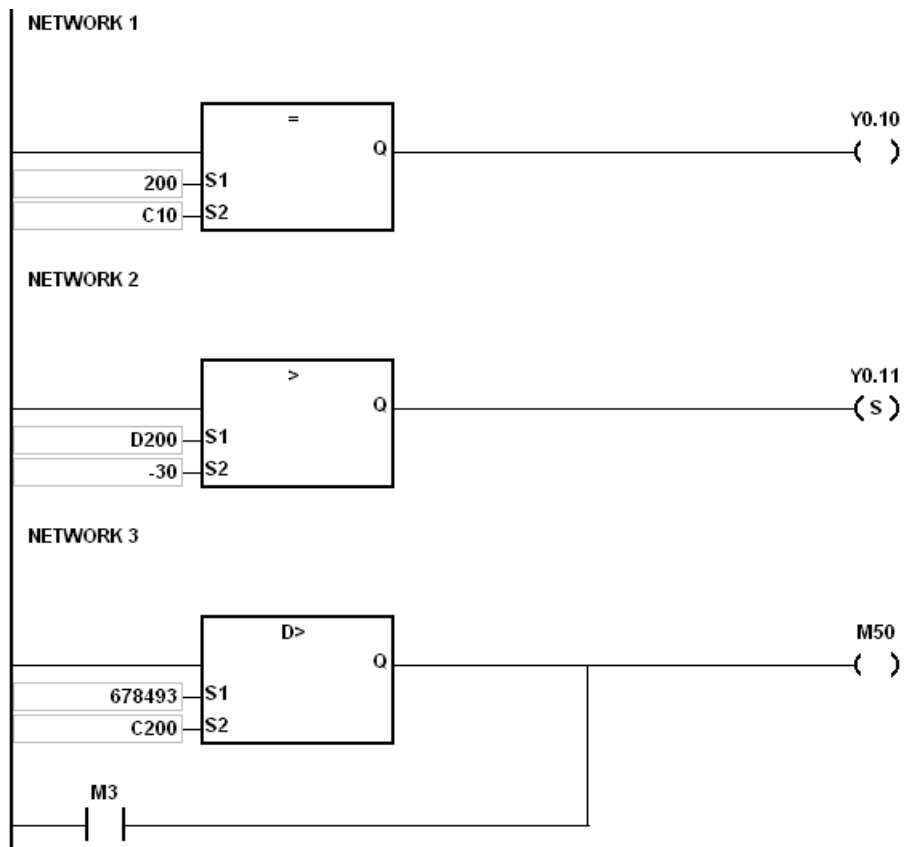 NETWORK 1
=
Y0.10
Q
( )
200 S1
C10 S2
NETWORK 2
>
Y0.11
Q
( S )
D200 S1
-30 S2
NETWORK 3
D>
M50
Q
( )
678493 S1
C200 S2
M3